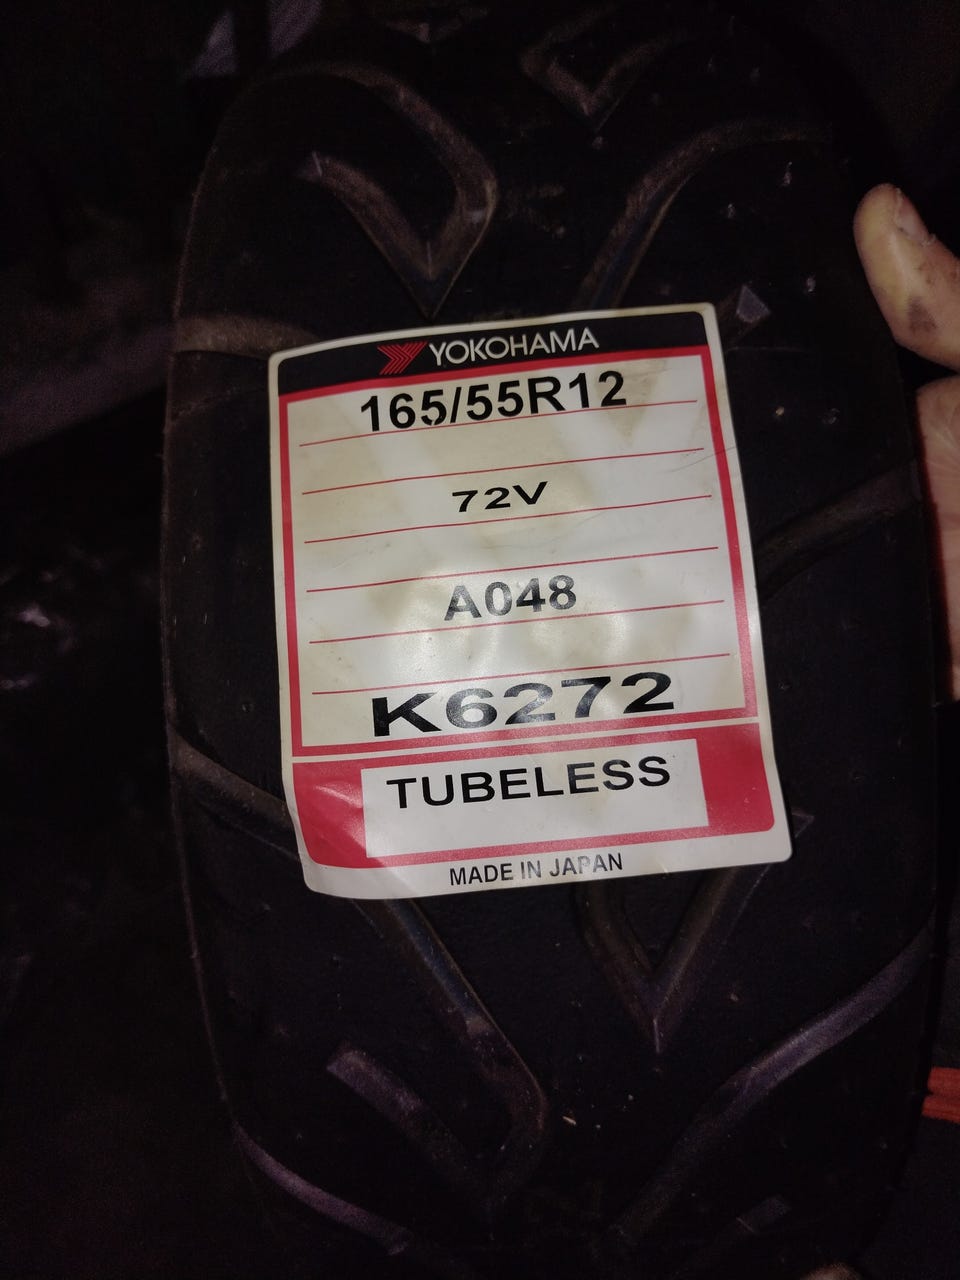 YOKOHAMA
165/55R12
72V
A048
K6272
TUBELESS
MADE IN JAPAN